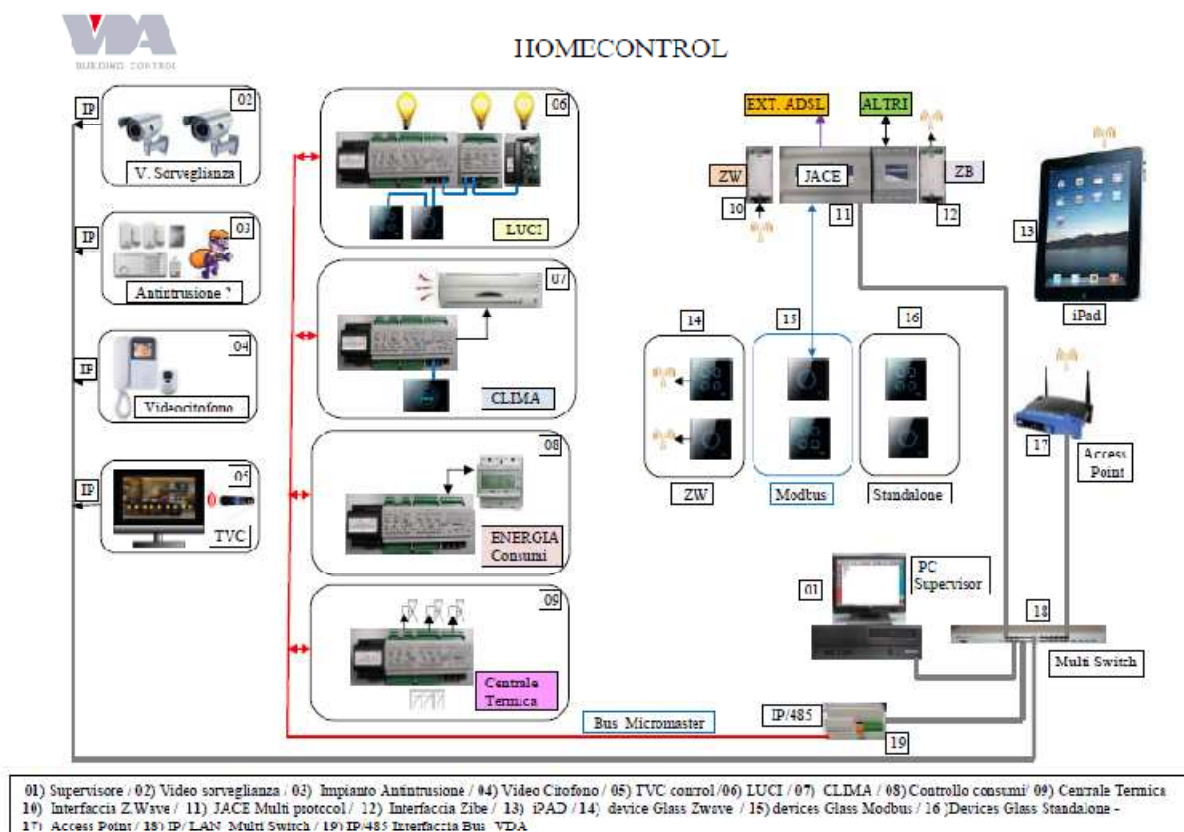 VDA
BUILDING CONTROL
HOMECONTROL
IP
02
V. Sorveglianza
IP
03
Antintrusione ?
IP
04
Videocitofono
IP
05
TVC
06
LUCI
07
CLIMA
08
ENERGIA
Consumi
09
Centrale
Termica
EXT. ADSL
ALTRI
ZW
JACE
ZB
10
11
12
13
iPad
14
15
16
ZW
Modbus
Standalone
17
Access
Point
01
PC
Supervisor
18
Multi Switch
Bus Micromaster
IP/485
19
01) Supervisore / 02) Video sorveglianza / 03) Impianto Antintrusione / 04) Video Citofono / 05) TVC control /06) LUCI / 07) CLIMA / 08) Controllo consumi/ 09) Centrale Termica
10) Interfaccia Z.Wave / 11) JACE Multi protocol / 12) Interfaccia Zibe / 13) iPAD / 14) device Glass Zwave / 15) devices Glass Modbus / 16 )Devices Glass Standalone -
17) Access Point / 18) IP/ LAN Multi Switch / 19) IP/485 Interfaccia Bus VDA